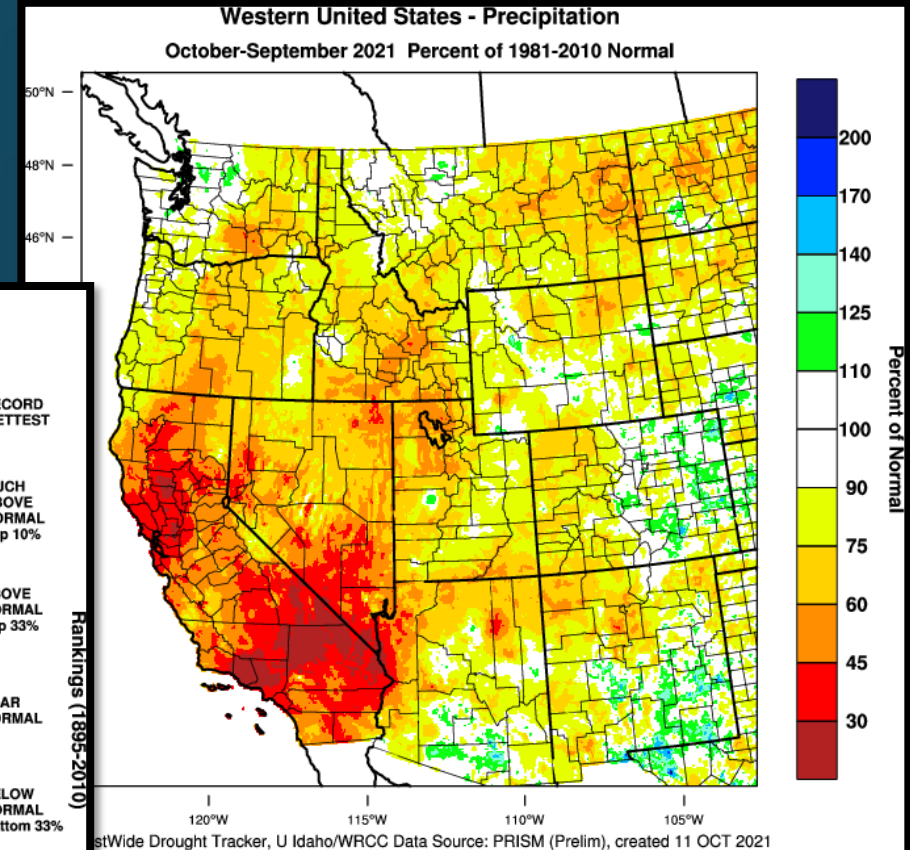 Western United States - Precipitation
October-September 2021 Percent of 1981-2010 Normal
50°N
48°N
46°N
120°W
115°W
110°W
105°W
200
170
140
125
110
100
90
75
60
45
30
Percent of Normal
ECORD
ETTEST
UCH
BOVE
ORMAL
p 10%
BOVE
ORMAL
p 33%
AR
ORMAL
ELOW
ORMAL
ttom 33%
Rankings (1895-2010)
stWide Drought Tracker, U Idaho/WRCC Data Source: PRISM (Prelim), created 11 OCT 2021